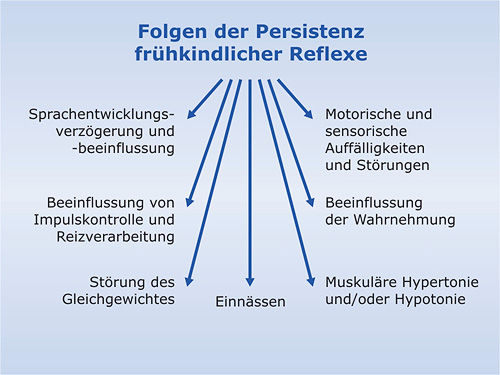 Folgen der Persistenz
frühkindlicher Reflexe
Sprachentwicklungs-
verzögerung und
-beeinflussung
Motorische und
sensorische
Auffälligkeiten
und Störungen
Beeinflussung von
Impulskontrolle und
Reizverarbeitung
Beeinflussung
der Wahrnehmung
Störung des
Gleichgewichtes
Einnässen
Muskuläre Hypertonie
und/oder Hypotonie